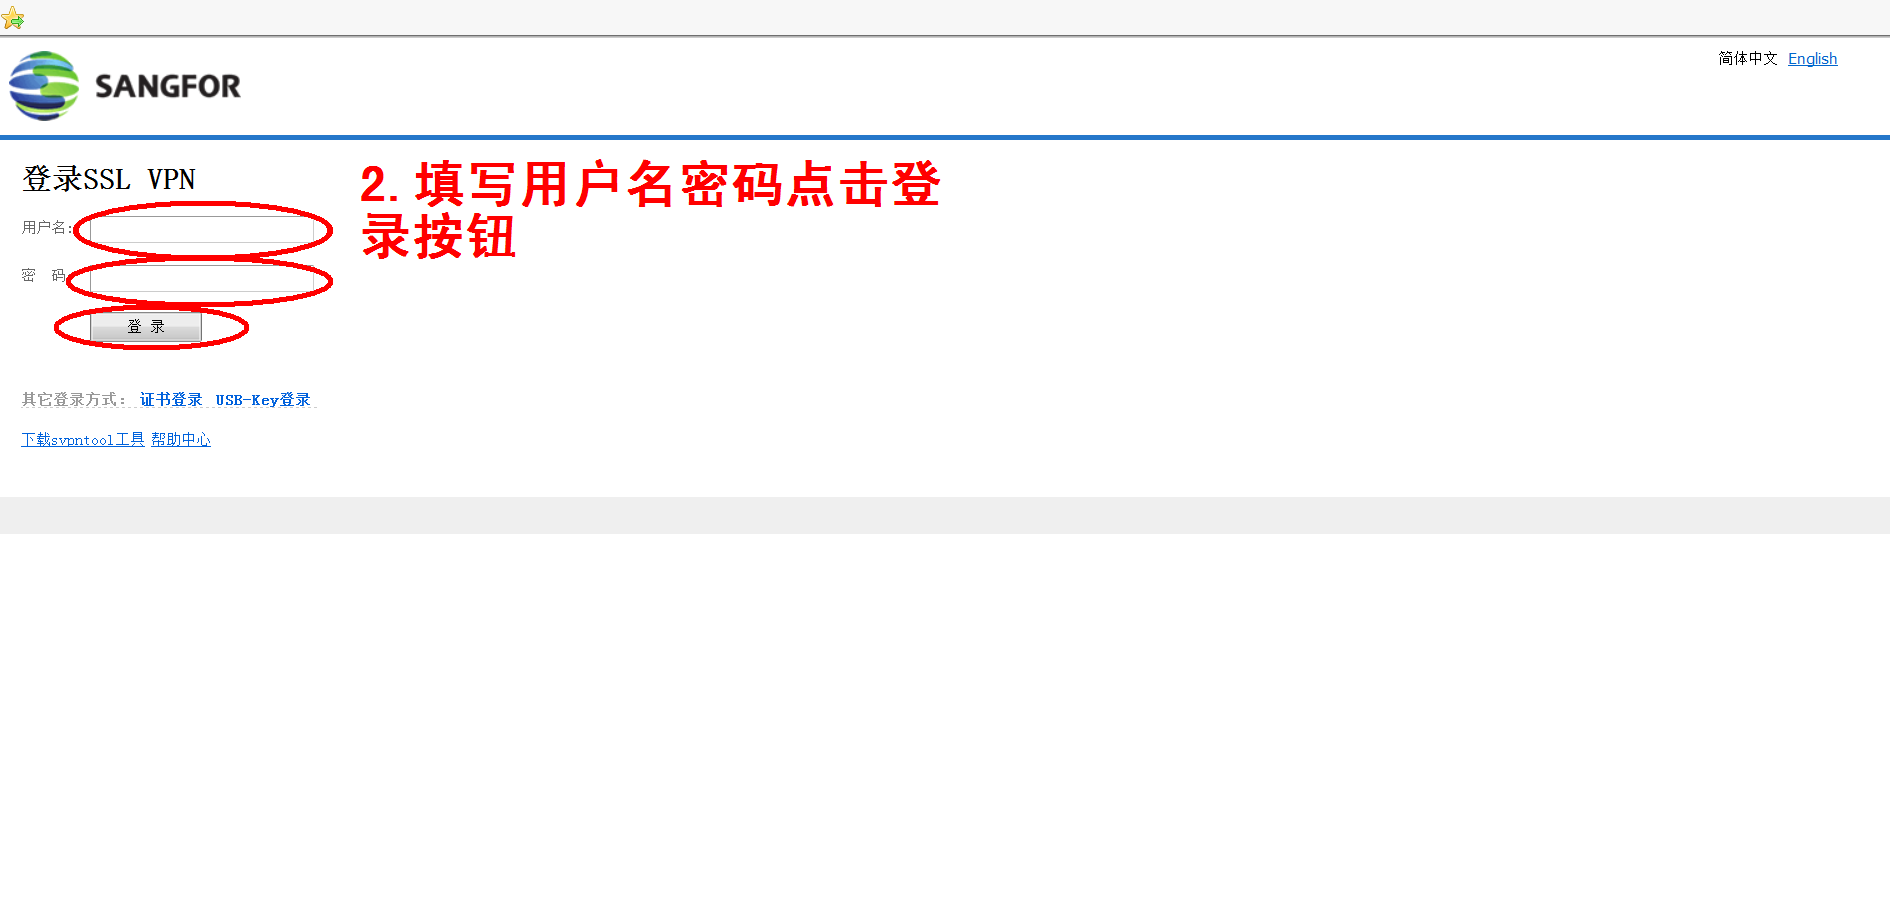 SANGFOR
简体中文 English
登录SSL VPN
2.填写用户名密码点击登
录按钮
用户名:
密 码
登 录
其它登录方式： 证书登录 USB-Key登录
下载svpntool工具 帮助中心